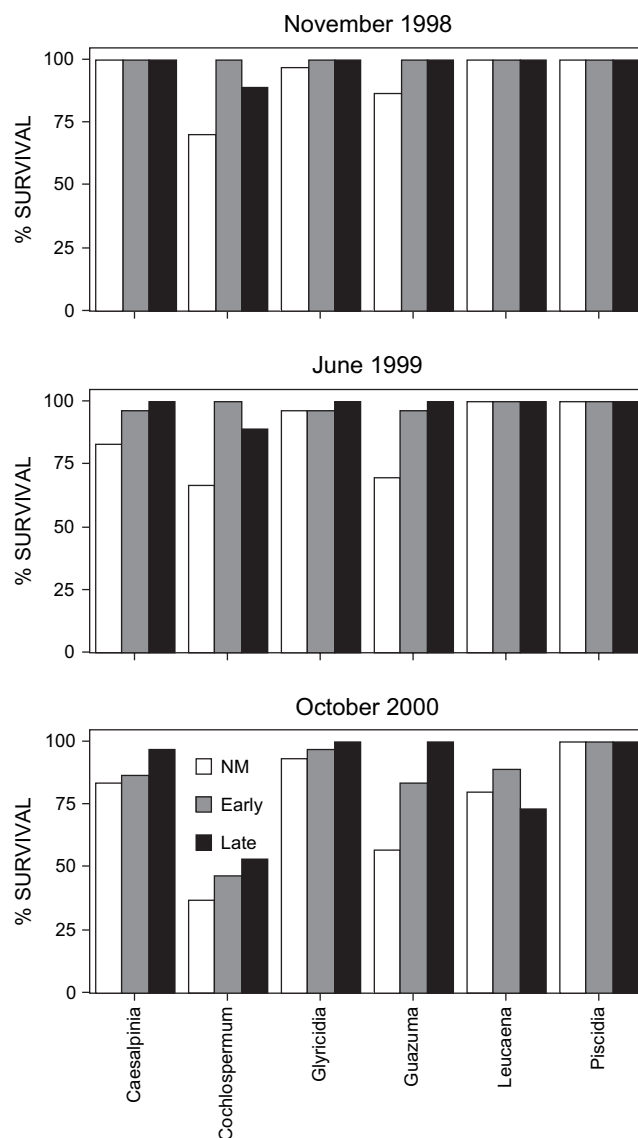 November 1998
100
75
50
25
0
% SURVIVAL
June 1999
100
75
50
25
0
% SURVIVAL
October 2000
100
75
50
25
0
% SURVIVAL
NM
Early
Late
Caesalpinia
Cochlospermum
Glyricidia
Guazuma
Leucaena
Piscidia